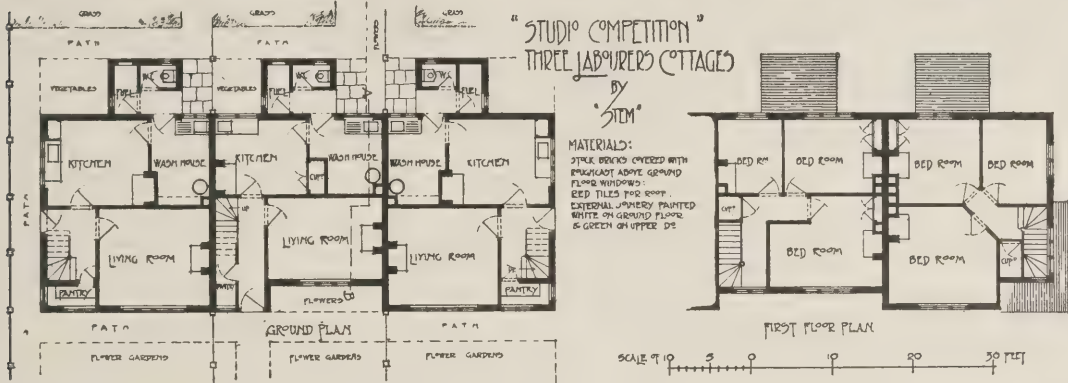 GRASS
GRASS
GRASS
PATH
PATH
FLOWERS
VEGETABLES
FUEL
W.C.
VEGETABLES
FUEL
W.C.
W.C.
FUEL
KITCHEN
WASH HOUSE
KITCHEN
WASH HOUSE
CUPD
WASH HOUSE
KITCHEN
PATH
UP
LIVING ROOM
LIVING ROOM
LIVING ROOM
PANTRY
PANTRY
FLOWERS
B
PANTRY
PATH
GROUND PLAN
PATH
FLOWER GARDENS
FLOWER GARDENS
FLOWER GARDENS
"STUDIO COMPETITION"
THREE LABOURERS COTTAGES
BY
"STEM"
MATERIALS:
STOCK BRICKS COVERED WITH
ROUGHCAST ABOVE GROUND
FLOOR WINDOWS:
RED TILES FOR ROOF.
EXTERNAL JOINERY PAINTED
WHITE ON GROUND FLOOR
& GREEN ON UPPER DO
BED RM
BED ROOM
BED ROOM
BED ROOM
CUPD
BED ROOM
BED ROOM
CUPD
FIRST FLOOR PLAN
SCALE OF 10 5 0 10 20 30 FEET